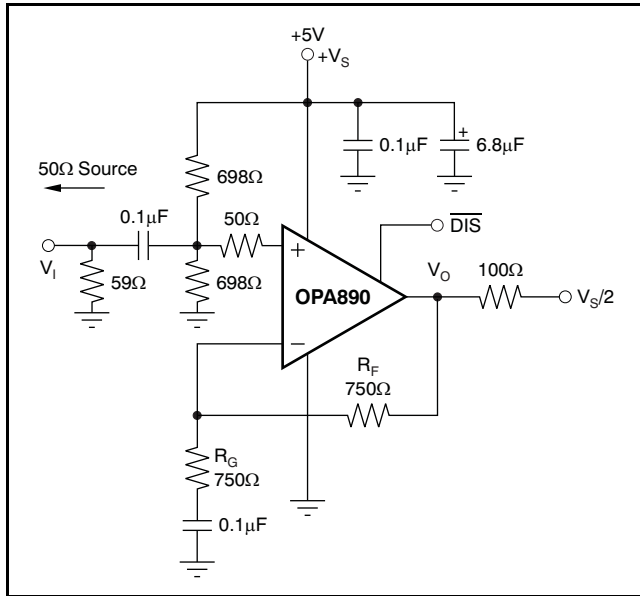 +5V
+V_S
50Ω Source
698Ω
0.1μF
6.8μF
+
0.1μF
50Ω
DIS
V_I
59Ω
698Ω
+
OPA890
−
V_O
100Ω
V_S/2
R_F
750Ω
R_G
750Ω
0.1μF